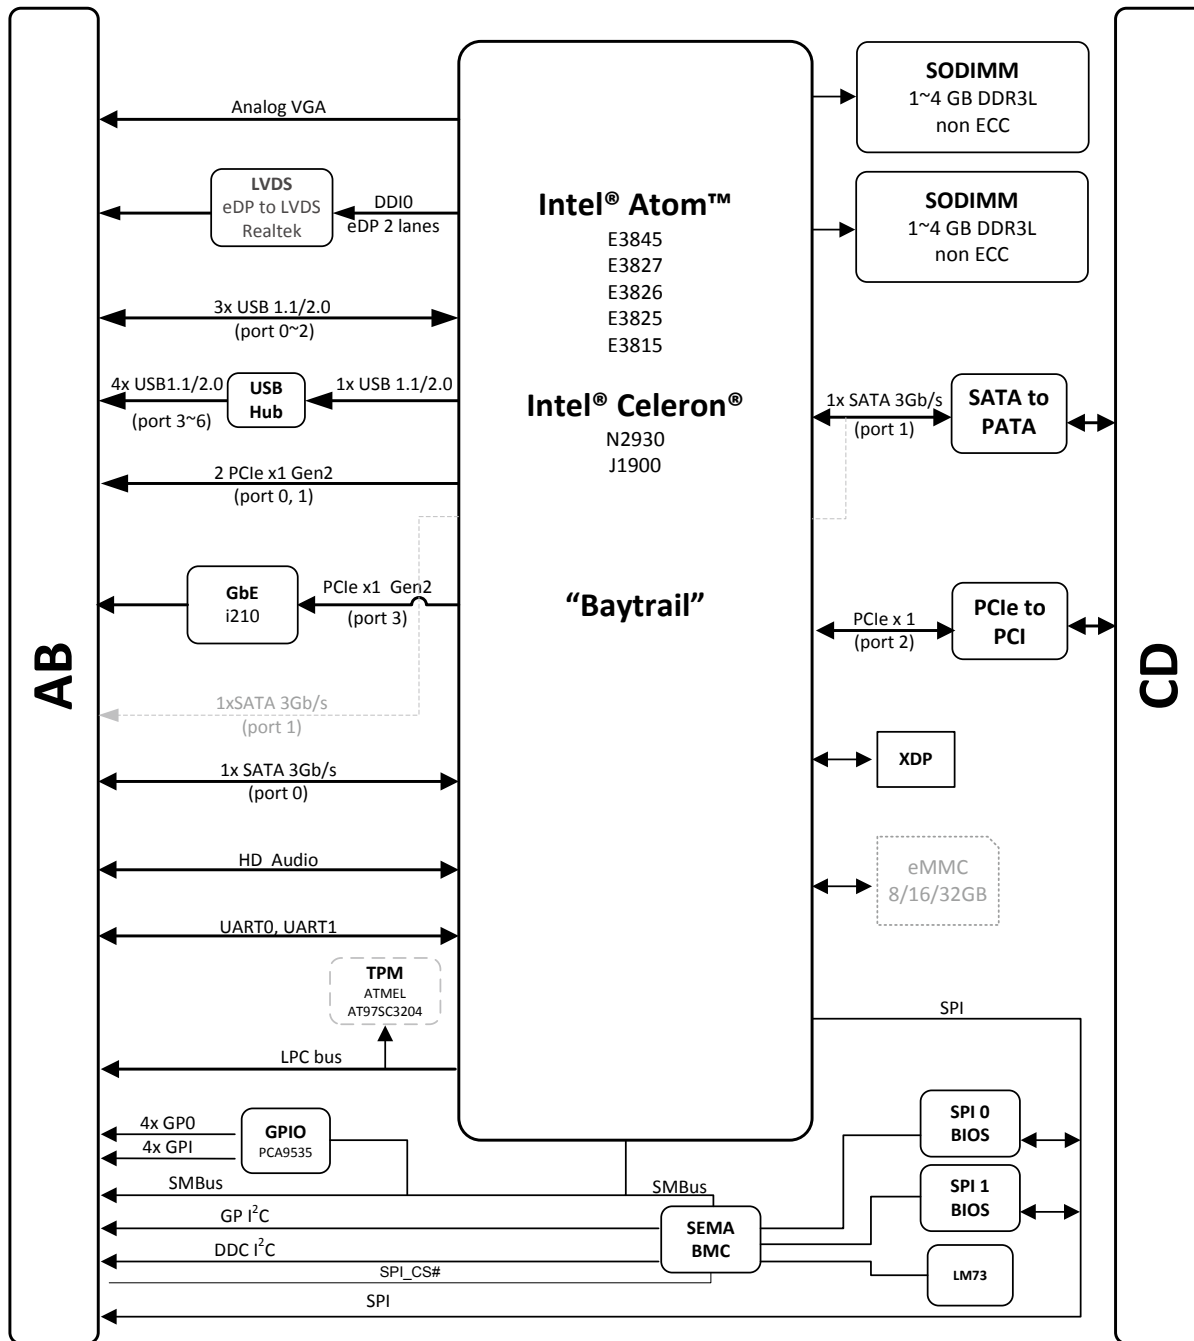 AB
Analog VGA
LVDS
eDP to LVDS
Realtek
DDI0
eDP 2 lanes
3x USB 1.1/2.0
(port 0~2)
4x USB1.1/2.0
(port 3~6)
USB
Hub
1x USB 1.1/2.0
2 PCIe x1 Gen2
(port 0, 1)
GbE
i210
PCIe x1 Gen2
(port 3)
1xSATA 3Gb/s
(port 1)
1x SATA 3Gb/s
(port 0)
HD Audio
UART0, UART1
TPM
ATMEL
AT97SC3204
LPC bus
4x GP0
4x GPI
GPIO
PCA9535
SMBus
GP I²C
DDC I²C
SPI_CS#
SPI
Intel® Atom™
E3845
E3827
E3826
E3825
E3815
Intel® Celeron®
N2930
J1900
“Baytrail”
SMBus
SEMA
BMC
SODIMM
1~4 GB DDR3L
non ECC
SODIMM
1~4 GB DDR3L
non ECC
1x SATA 3Gb/s
(port 1)
SATA to
PATA
PCIe x 1
(port 2)
PCIe to
PCI
XDP
eMMC
8/16/32GB
SPI
SPI 0
BIOS
SPI 1
BIOS
LM73
CD